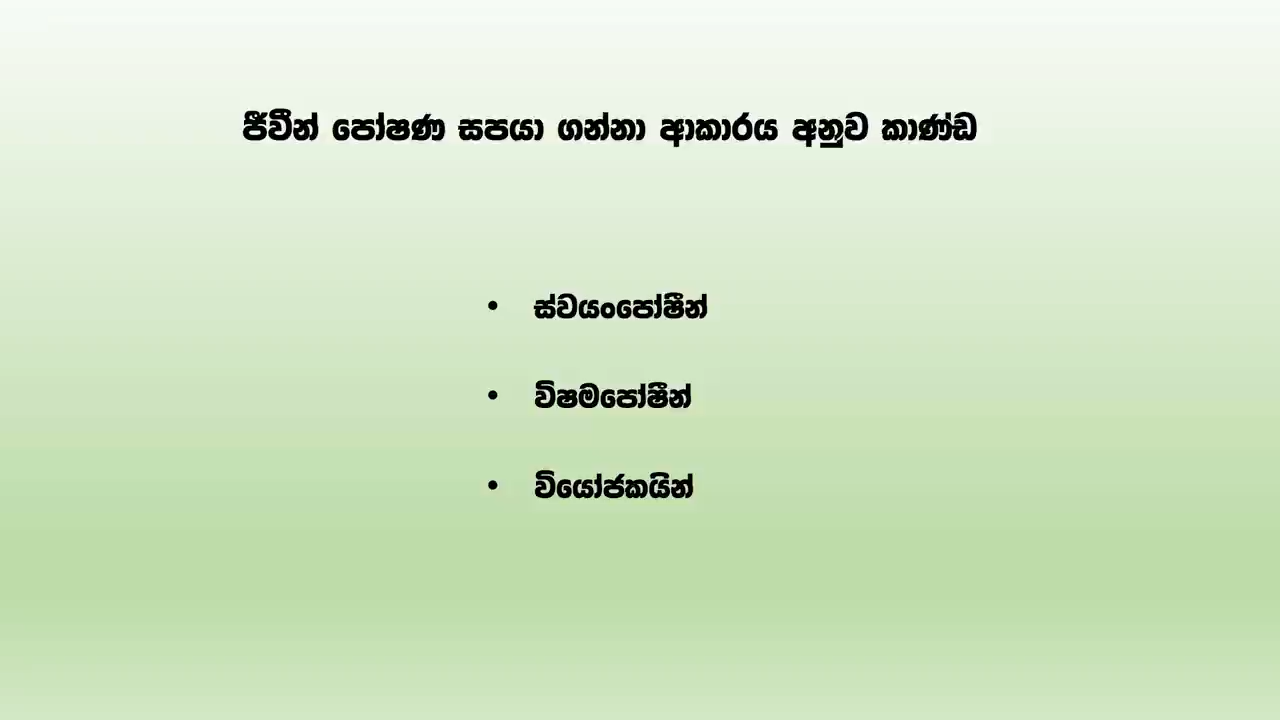 ජීවීන් පෝෂණ සපයා ගන්නා ආකාරය අනුව කාණ්ඩ
• ස්වයංපෝෂීන්
• විෂමපෝෂීන්
• වියෝජකයින්